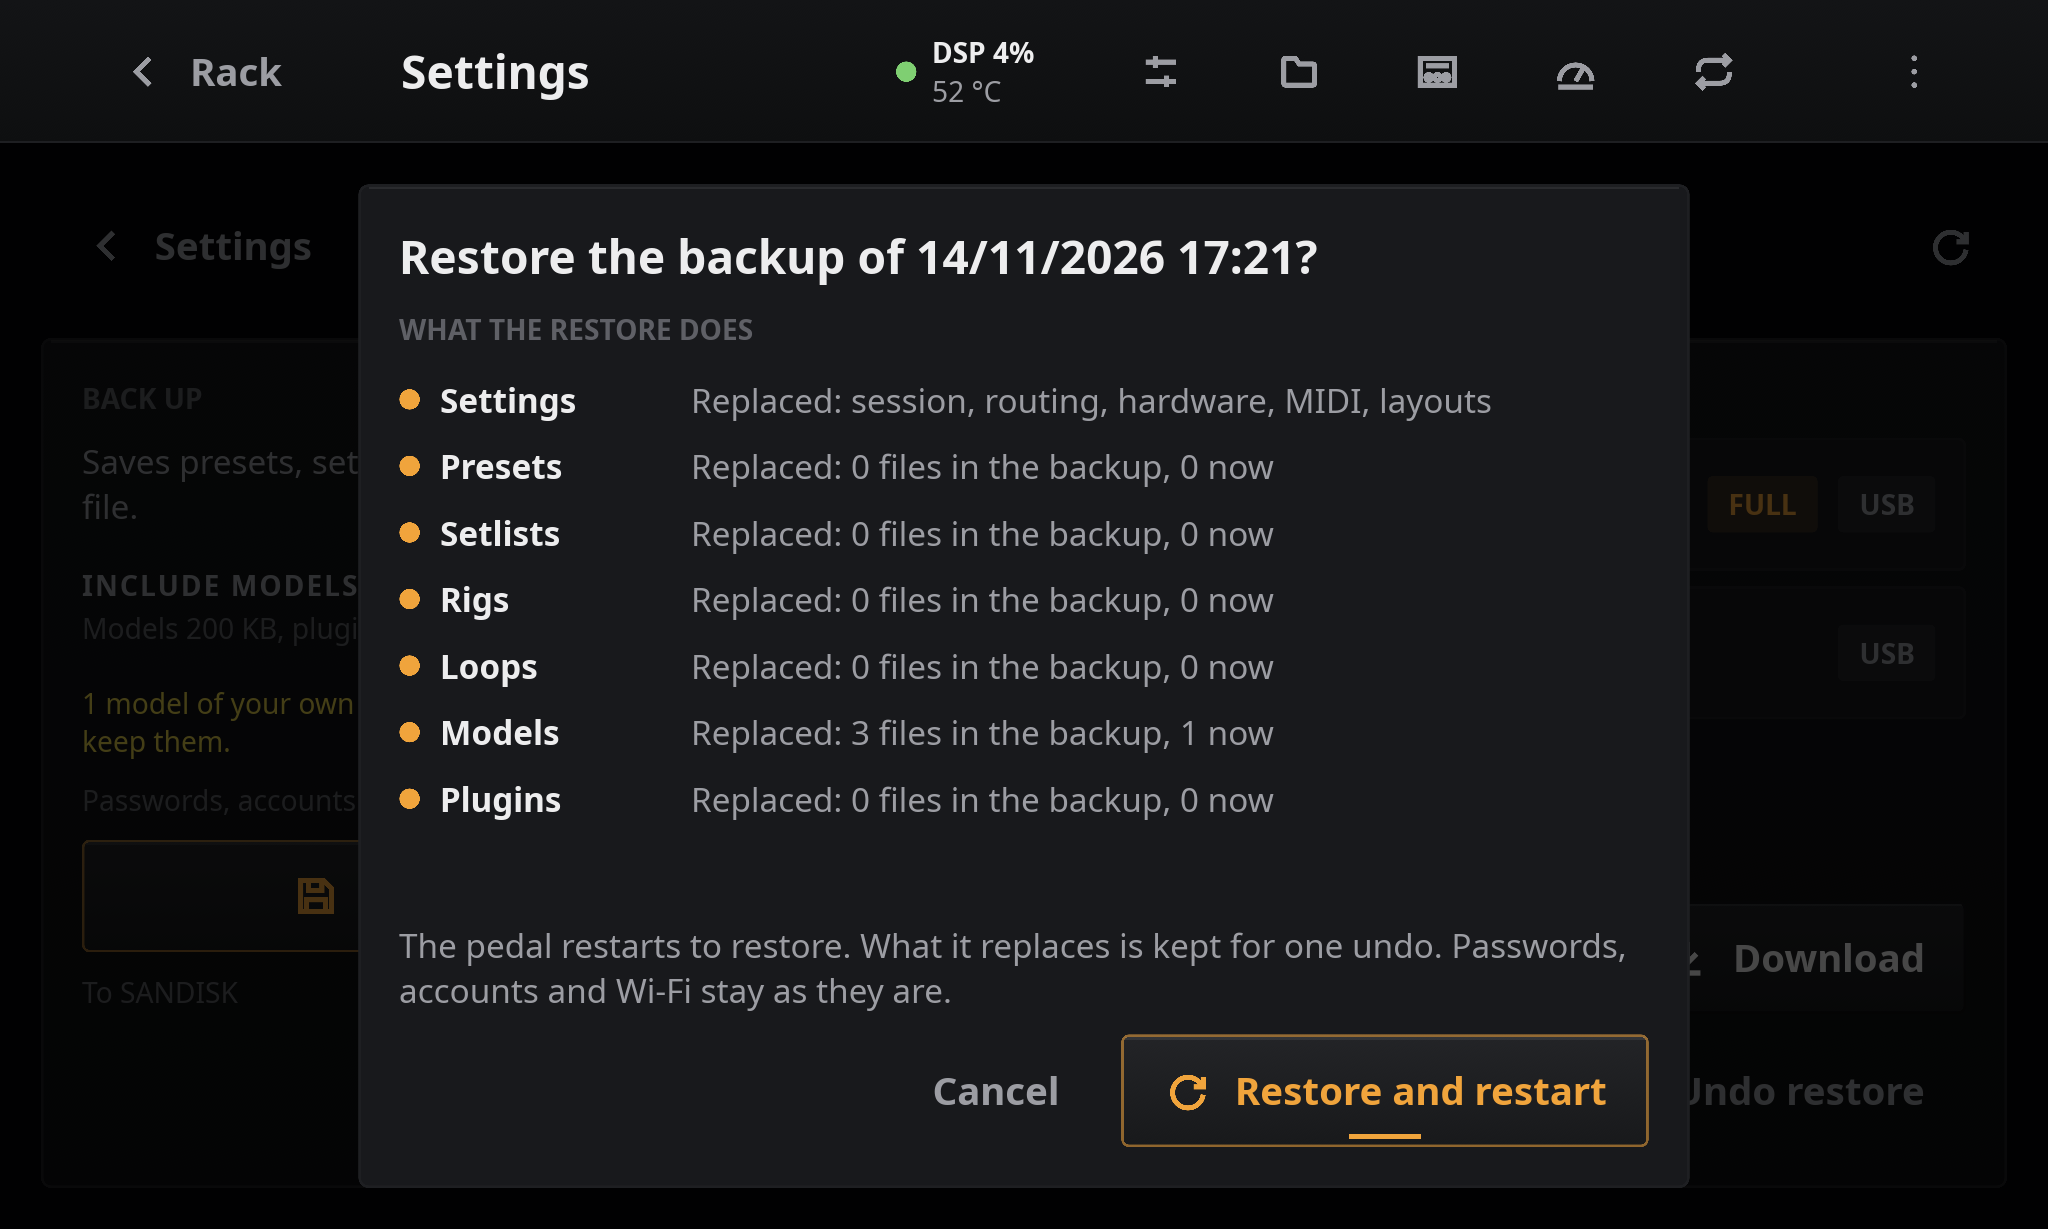 Rack
Settings
DSP 4%
52 °C
Settings
Restore the backup of 14/11/2026 17:21?
WHAT THE RESTORE DOES
Settings Replaced: session, routing, hardware, MIDI, layouts
Presets Replaced: 0 files in the backup, 0 now
Setlists Replaced: 0 files in the backup, 0 now
Rigs Replaced: 0 files in the backup, 0 now
Loops Replaced: 0 files in the backup, 0 now
Models Replaced: 3 files in the backup, 1 now
Plugins Replaced: 0 files in the backup, 0 now
The pedal restarts to restore. What it replaces is kept for one undo. Passwords,
accounts and Wi-Fi stay as they are.
Cancel
Restore and restart
BACK UP
Saves presets,
file.
INCLUDE MODELS
Models 200 KB,
1 model of your own
keep them.
Passwords, accounts
To SANDISK
FULL
USB
USB
Download
Undo restore